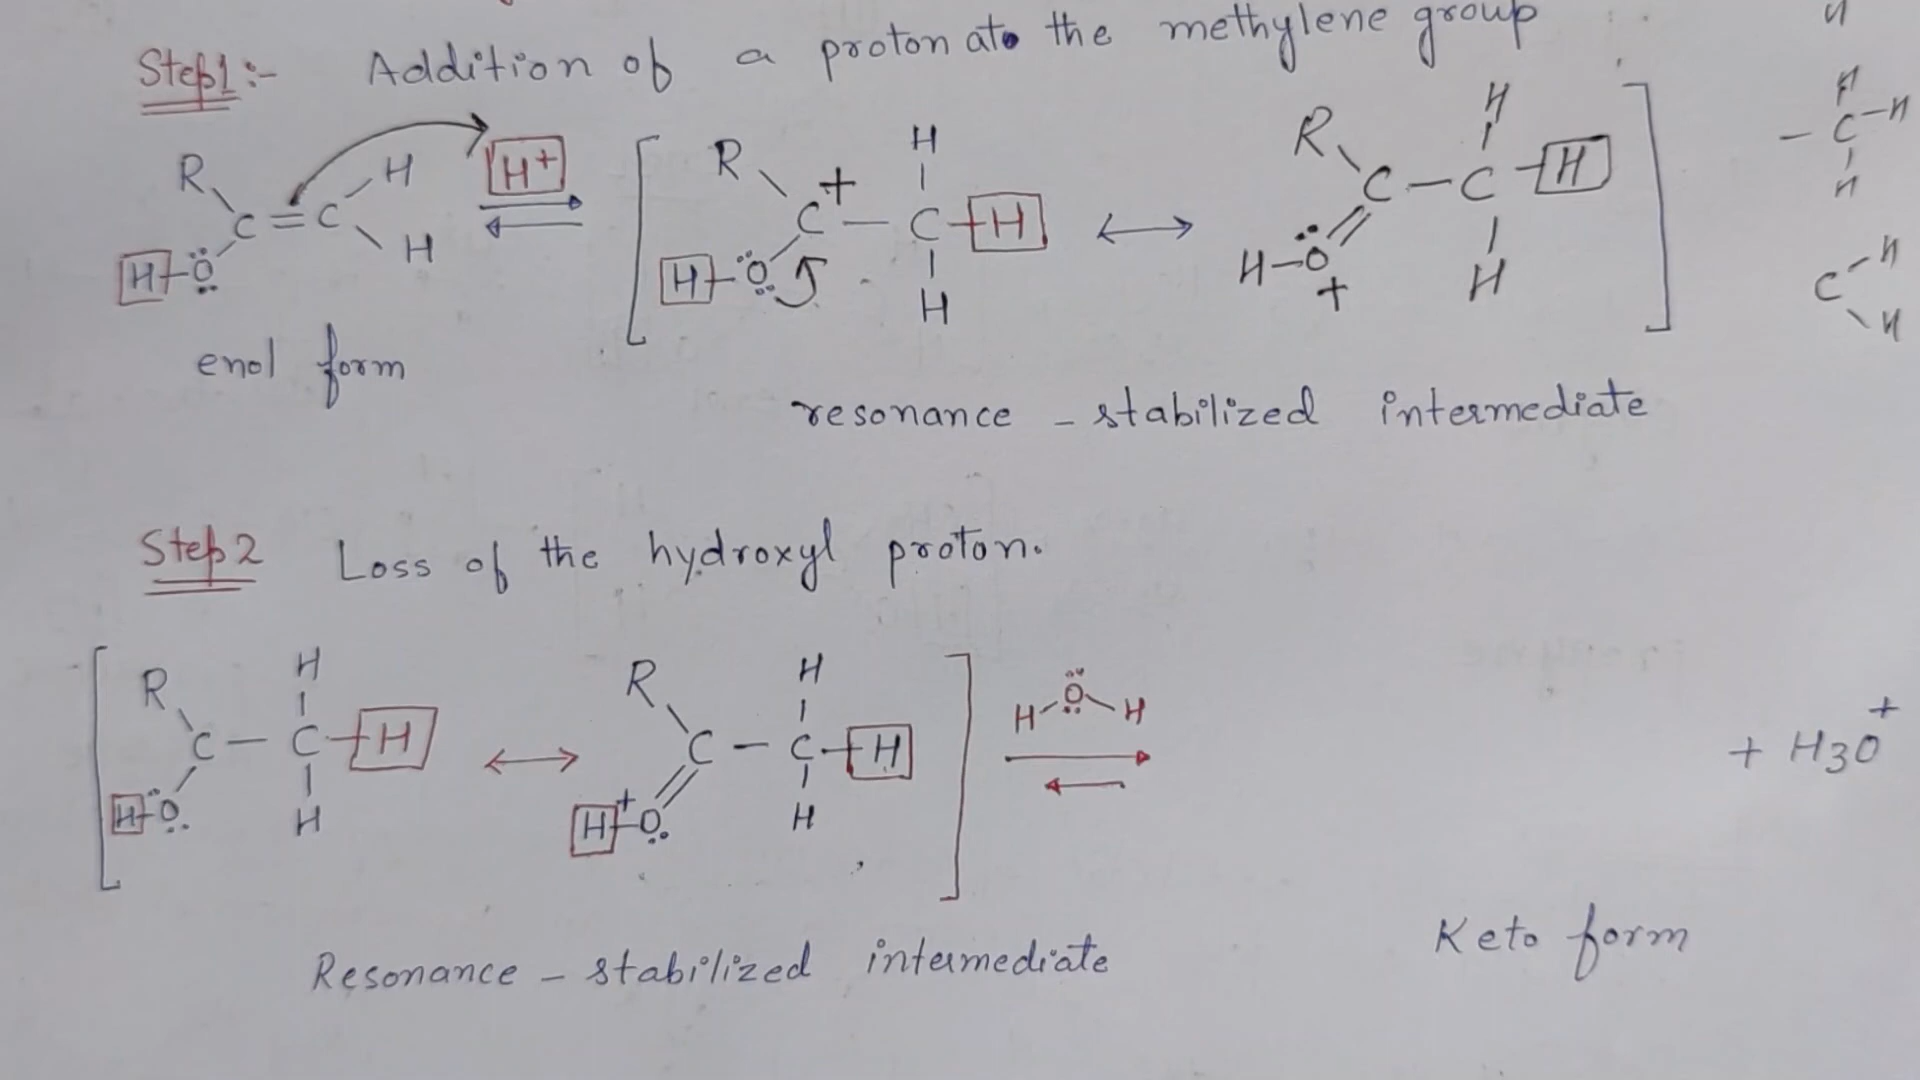 Step1:- Addition of a proton ato the methylene group
R H H+ R + H R H
C=C C – C – H ↔ C – C – H
H–O H H–O H H–O + H
enol form
resonance – stabilized intermediate
H
– C – H
H
H
C
H
Step2 Loss of the hydroxyl proton.
R H R H H–O–H
C – C – H ↔ C – C – H + H3O+
H–O H H–O+ H
Resonance – stabilized intermediate Keto form